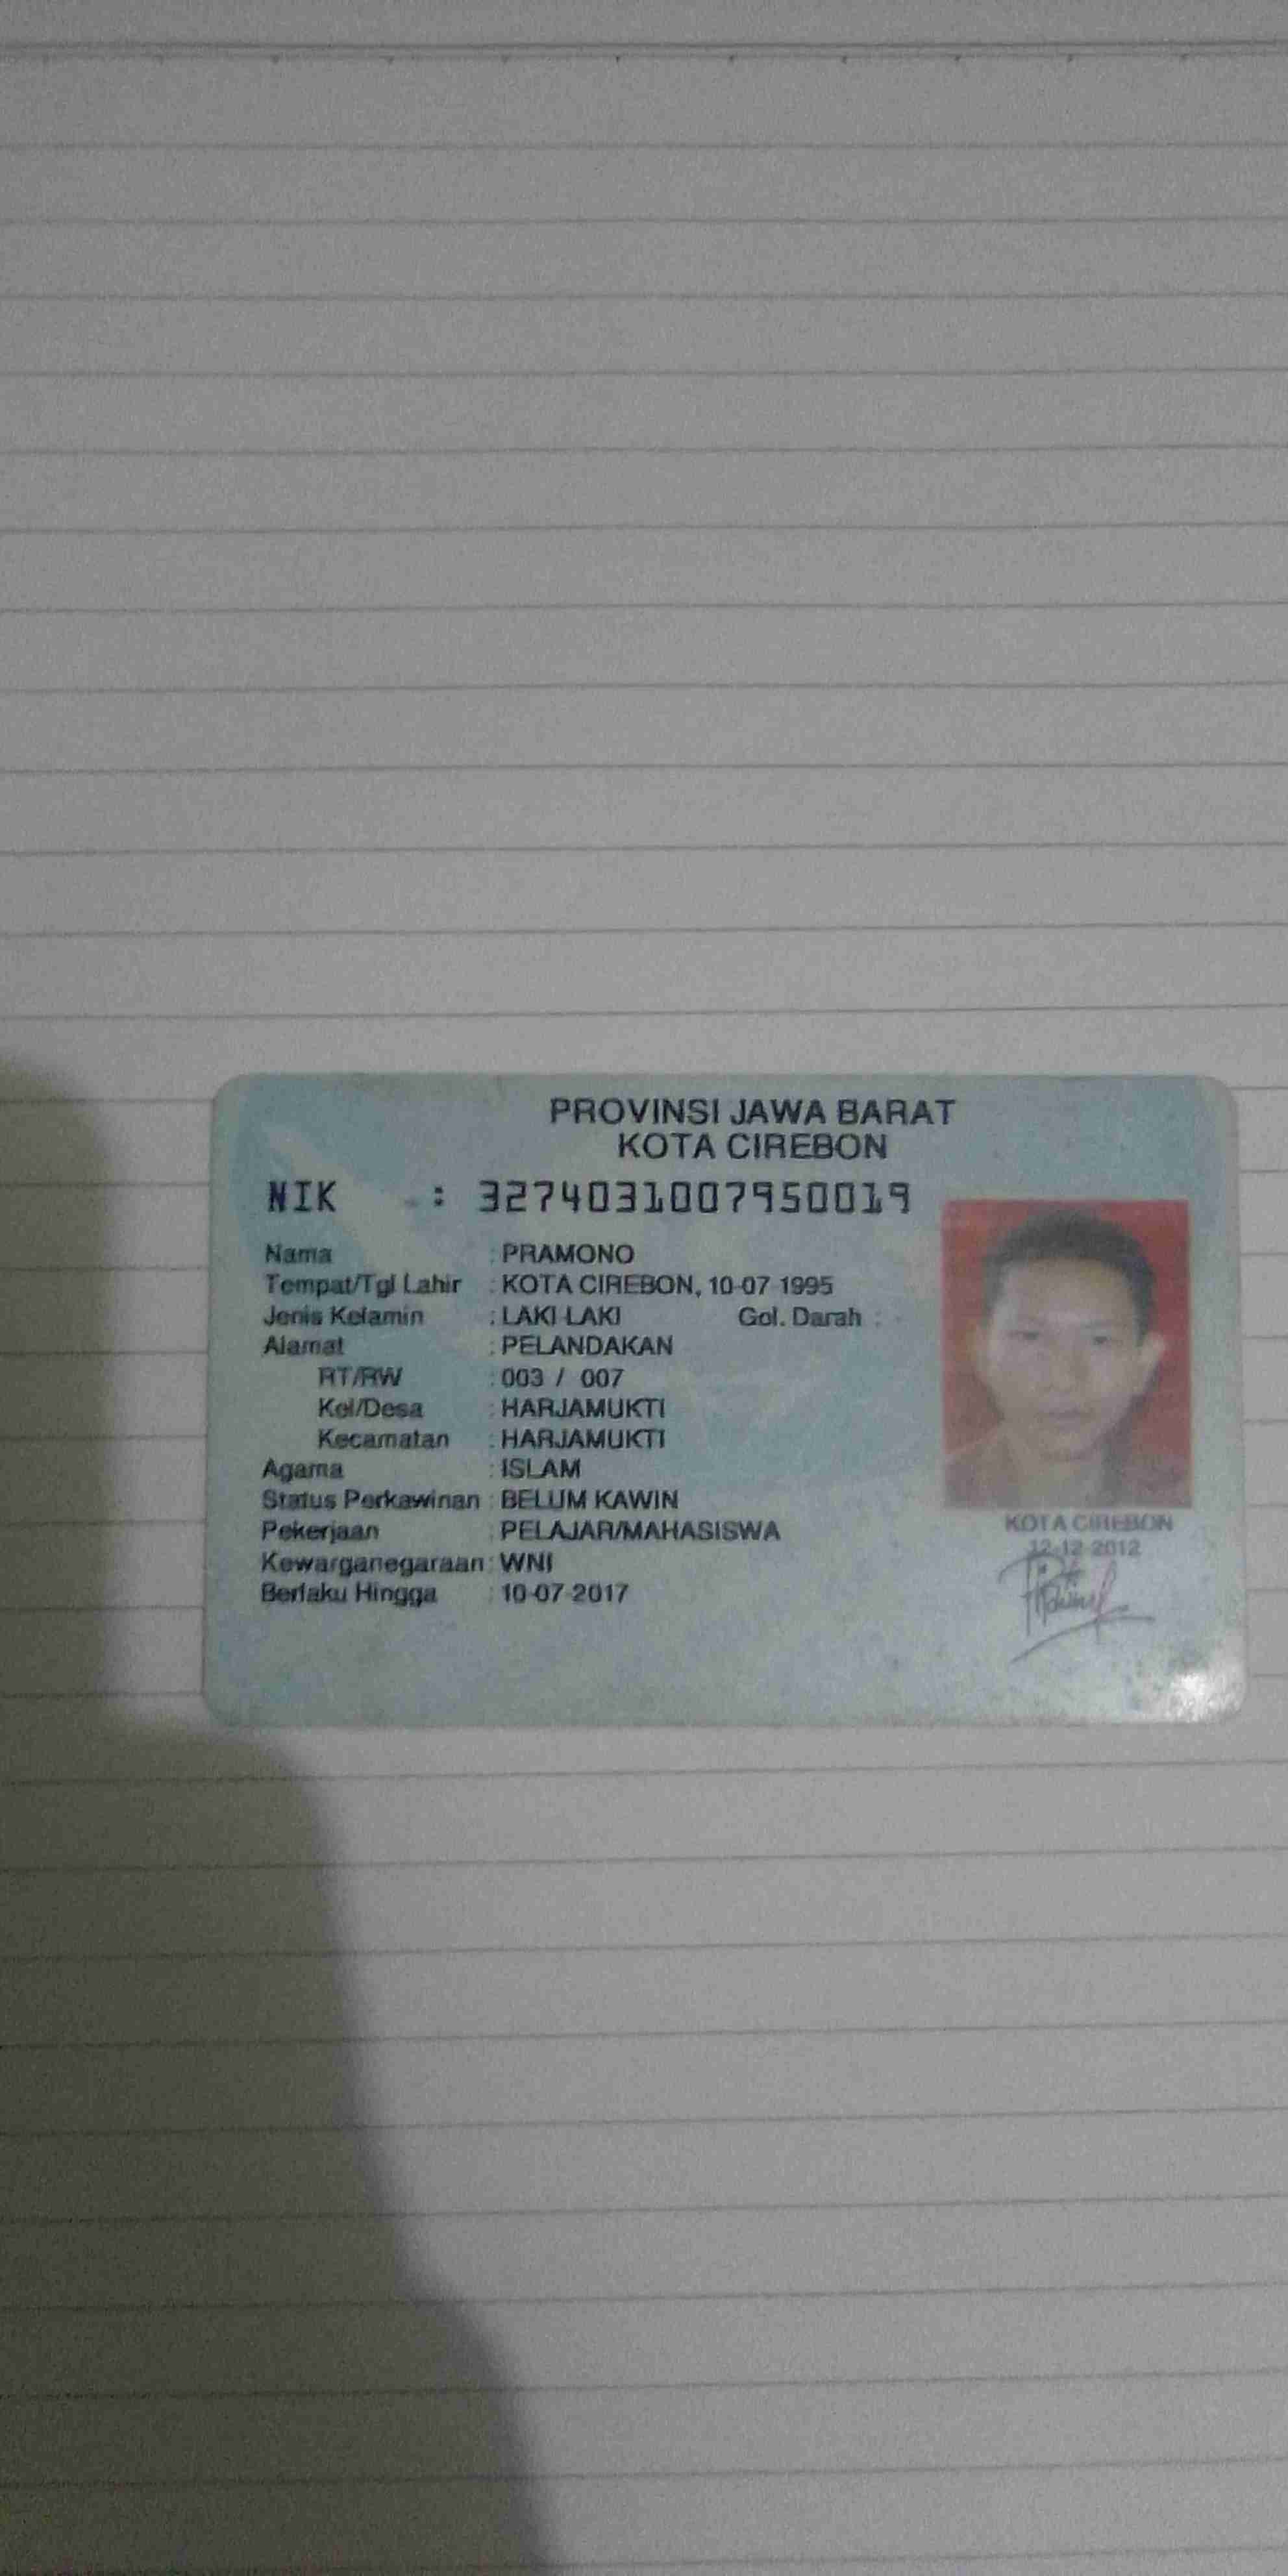 PROVINSI JAWA BARAT
KOTA CIREBON
NIK : 3274031007950019
Nama : PRAMONO
Tempat/Tgl Lahir : KOTA CIREBON, 10-07-1995
Jenis Kelamin : LAKI-LAKI Gol. Darah : -
Alamat : PELANDAKAN
RT/RW : 003 / 007
Kel/Desa : HARJAMUKTI
Kecamatan : HARJAMUKTI
Agama : ISLAM
Status Perkawinan : BELUM KAWIN
Pekerjaan : PELAJAR/MAHASISWA
Kewarganegaraan : WNI
Berlaku Hingga : 10-07-2017
KOTA CIREBON
12-12-2012